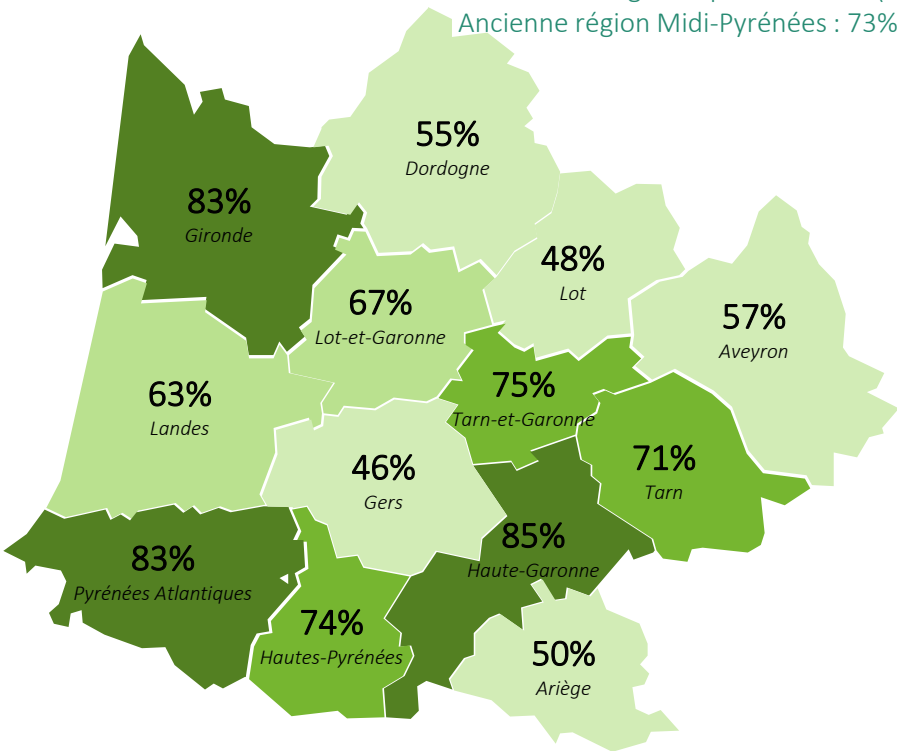 Ancienne région Midi-Pyrénées : 73%
55%
Dordogne
83%
Gironde
48%
Lot
67%
Lot-et-Garonne
57%
Aveyron
75%
Tarn-et-Garonne
63%
Landes
71%
Tarn
46%
Gers
85%
Haute-Garonne
83%
Pyrénées Atlantiques
74%
Hautes-Pyrénées
50%
Ariège